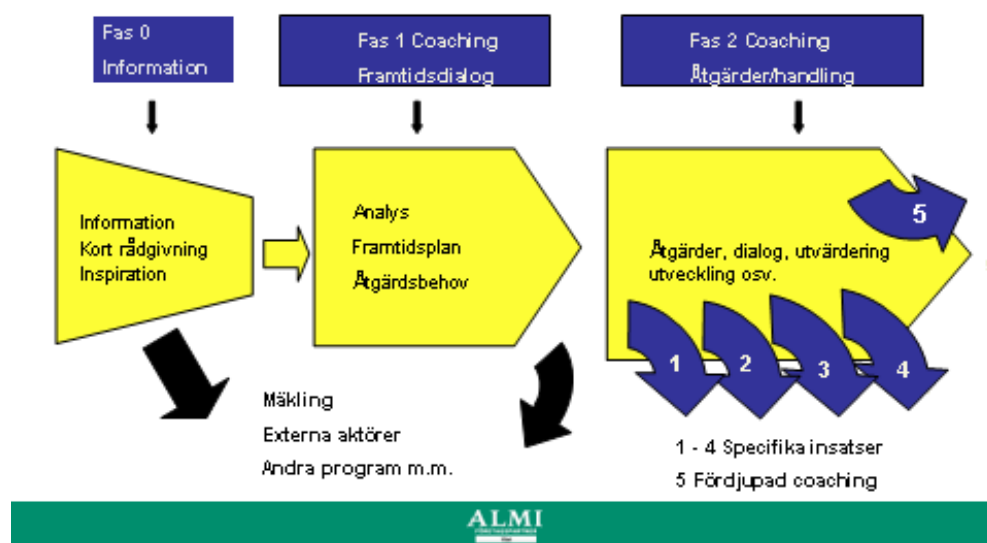 Fas 0
Information
Fas 1 Coaching
Framtidsdialog
Fas 2 Coaching
Åtgärder/handling
Information
Kort rådgivning
Inspiration
Analys
Framtidsplan
Åtgärdsbehov
Åtgärder, dialog, utvärdering
utveckling osv.
5
1
2
3
4
Mäkling
Externa aktörer
Andra program m.m.
1 - 4 Specifika insatser
5 Fördjupad coaching
ALMI